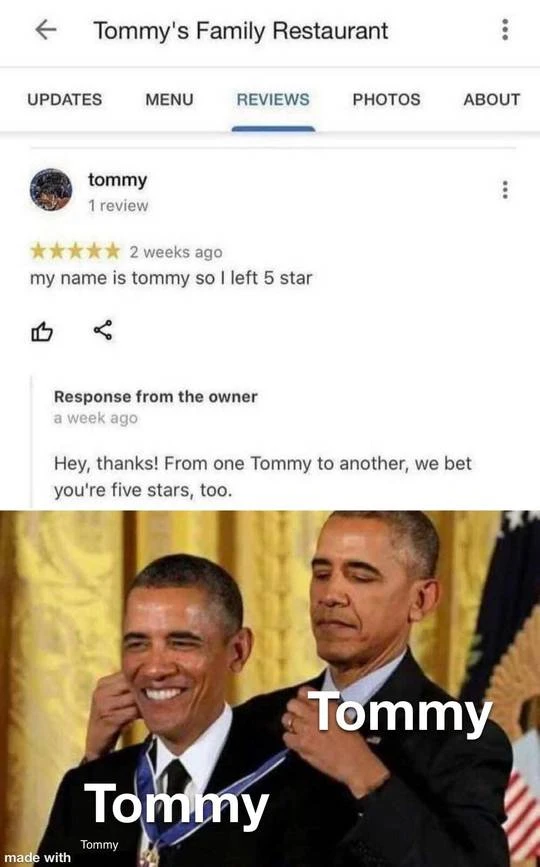 Tommy's Family Restaurant
UPDATES MENU REVIEWS PHOTOS ABOUT
tommy
1 review
2 weeks ago
my name is tommy so I left 5 star
Response from the owner
a week ago
Hey, thanks! From one Tommy to another, we bet
you're five stars, too.
Tommy
Tommy
Tommy
made with